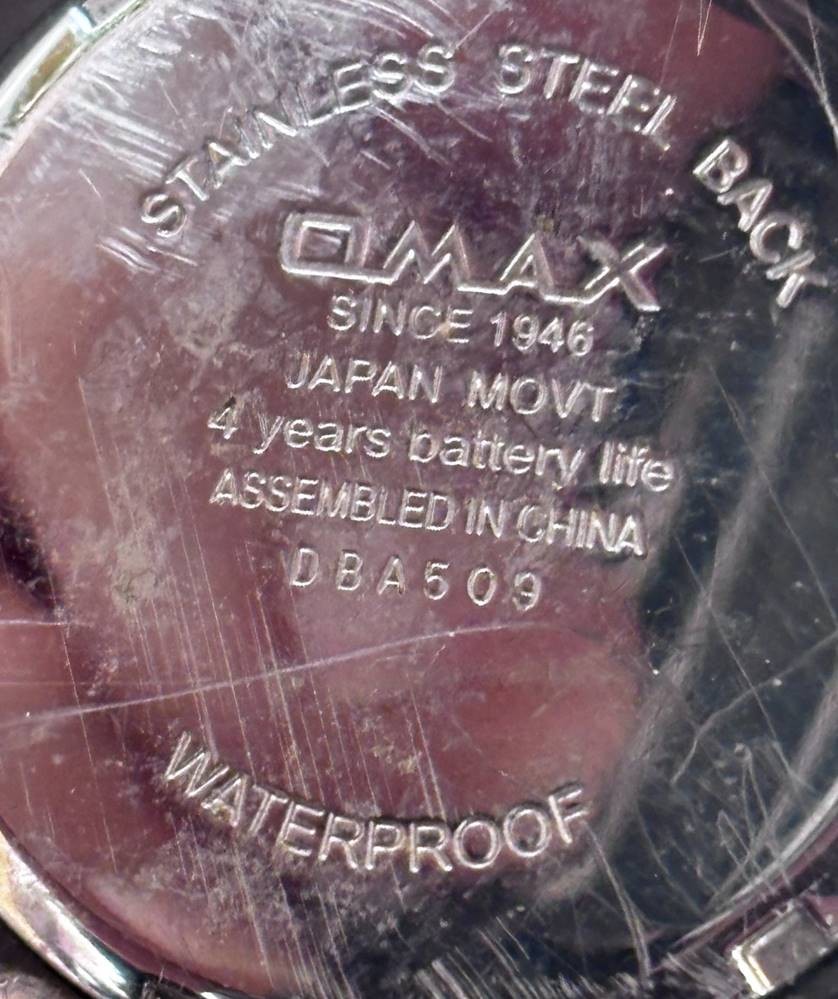 STAINLESS STEEL BACK
OMAX
SINCE 1946
JAPAN MOVT
4 years battery life
ASSEMBLED IN CHINA
DBA509
WATERPROOF